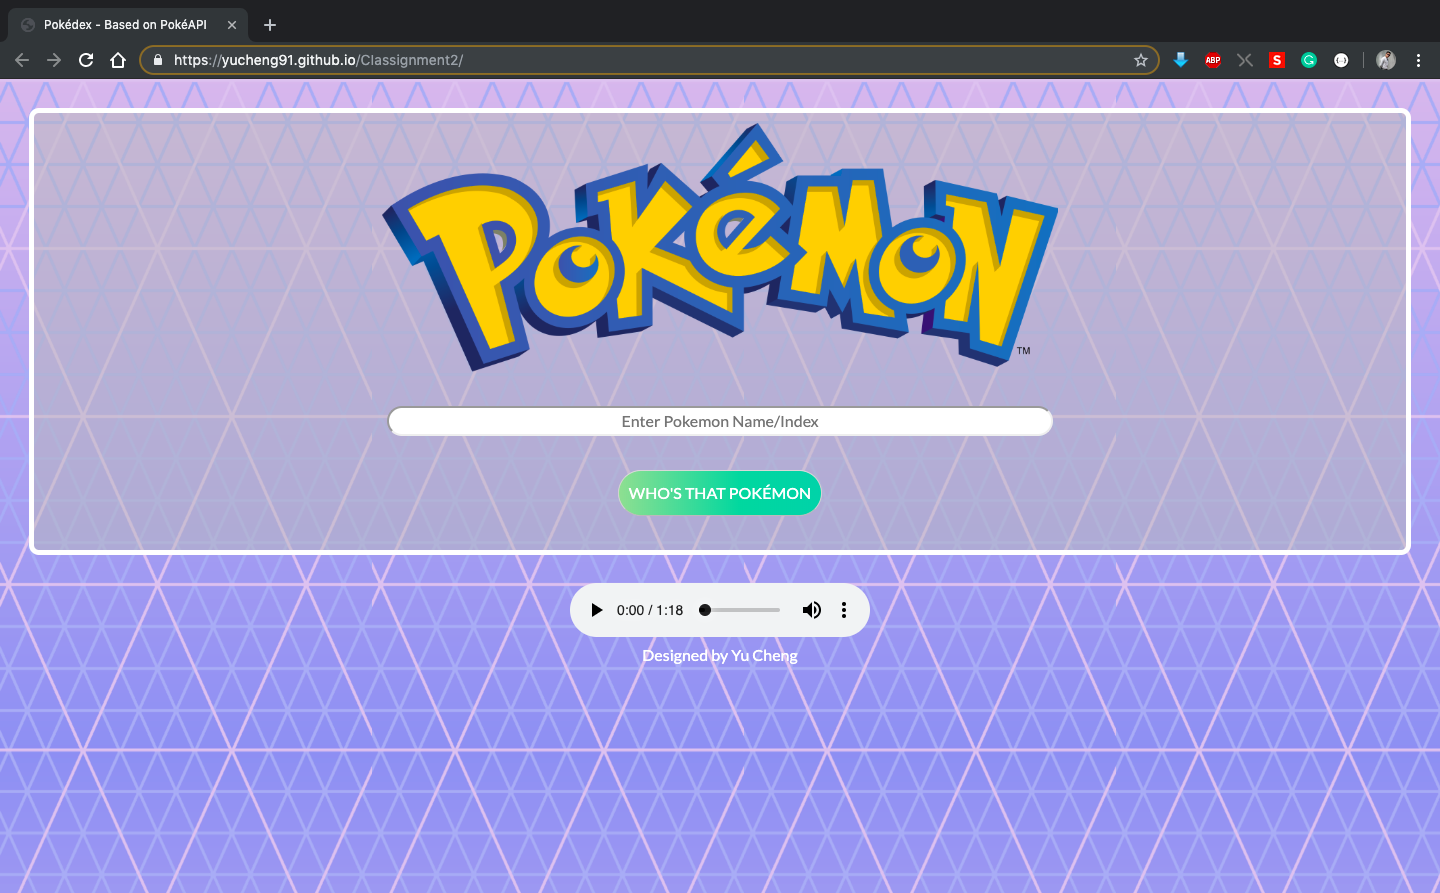 Pokédex - Based on PokéAPI
https://yucheng91.github.io/Classignment2/
ABP
S
G
POKéMON
TM
Enter Pokemon Name/Index
WHO'S THAT POKÉMON
0:00 / 1:18
Designed by Yu Cheng